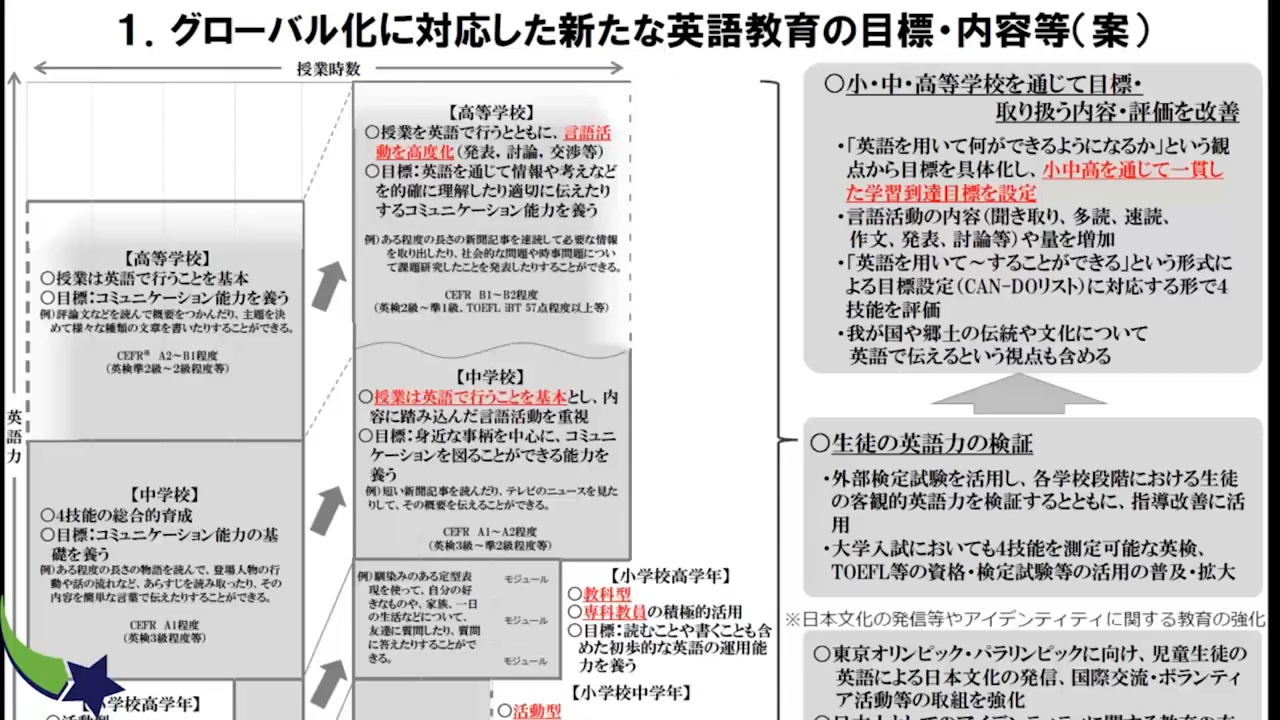 1. グローバル化に対応した新たな英語教育の目標・内容等（案）
授業時数
英語力
【高等学校】
○授業は英語で行うことを基本
○目標：コミュニケーション能力を養う
例）評論文などを読んで概要をつかんだり、主題を決
めて様々な種類の文章を書いたりすることができる。
CEFR※ A2～B1程度
（英検準2級～2級程度等）
【中学校】
○4技能の総合的育成
○目標：コミュニケーション能力の基
礎を養う
例）ある程度の長さの物語を読んで、登場人物の行
動や話の流れなど、あらすじを読み取ったり、その
内容を簡単な言葉で伝えたりすることができる。
CEFR A1程度
（英検3級程度等）
小学校高学年】
【高等学校】
○授業を英語で行うとともに、言語活
動を高度化（発表，討論，交渉等）
○目標：英語を通じて情報や考えなど
を的確に理解したり適切に伝えたり
するコミュニケーション能力を養う
例）ある程度の長さの新聞記事を速読して必要な情報
を取り出したり、社会的な問題や時事問題につい
て課題研究したことを発表したりすることができる。
CEFR B1～B2程度
（英検2級～準1級、TOEFL iBT 57点程度以上等）
【中学校】
○授業は英語で行うことを基本とし、内
容に踏み込んだ言語活動を重視
○目標：身近な事柄を中心に、コミュニ
ケーションを図ることができる能力を
養う
例）短い新聞記事を読んだり、テレビのニュースを見た
りして、その概要を伝えることができる。
CEFR A1～A2程度
（英検3級～準2級程度等）
例）馴染みのある定型表
現を使って、自分の好
きなものや、家族、一日
の生活などについて、
友達に質問したり、質問
に答えたりすることができ
る。
モジュール
モジュール
モジュール
【小学校高学年】
○教科型
○専科教員の積極的活用
○目標：読むことや書くことも含
めた初歩的な英語の運用能
力を養う
【小学校中学年】
○活動型
○小・中・高等学校を通じて目標・
取り扱う内容・評価を改善
・「英語を用いて何ができるようになるか」という観
点から目標を具体化し、小中高を通じて一貫し
た学習到達目標を設定
・言語活動の内容（聞き取り、多読、速読、
作文、発表、討論等）や量を増加
・「英語を用いて～することができる」という形式に
よる目標設定（CAN-DOリスト）に対応する形で4
技能を評価
・我が国や郷土の伝統や文化について
英語で伝えるという視点も含める
○生徒の英語力の検証
・外部検定試験を活用し、各学校段階における生徒
の客観的英語力を検証するとともに、指導改善に活
用
・大学入試においても4技能を測定可能な英検、
TOEFL等の資格・検定試験等の活用の普及・拡大
※日本文化の発信等やアイデンティティに関する教育の強化
○東京オリンピック・パラリンピックに向け、児童生徒の
英語による日本文化の発信、国際交流・ボランティ
ア活動等の取組を強化